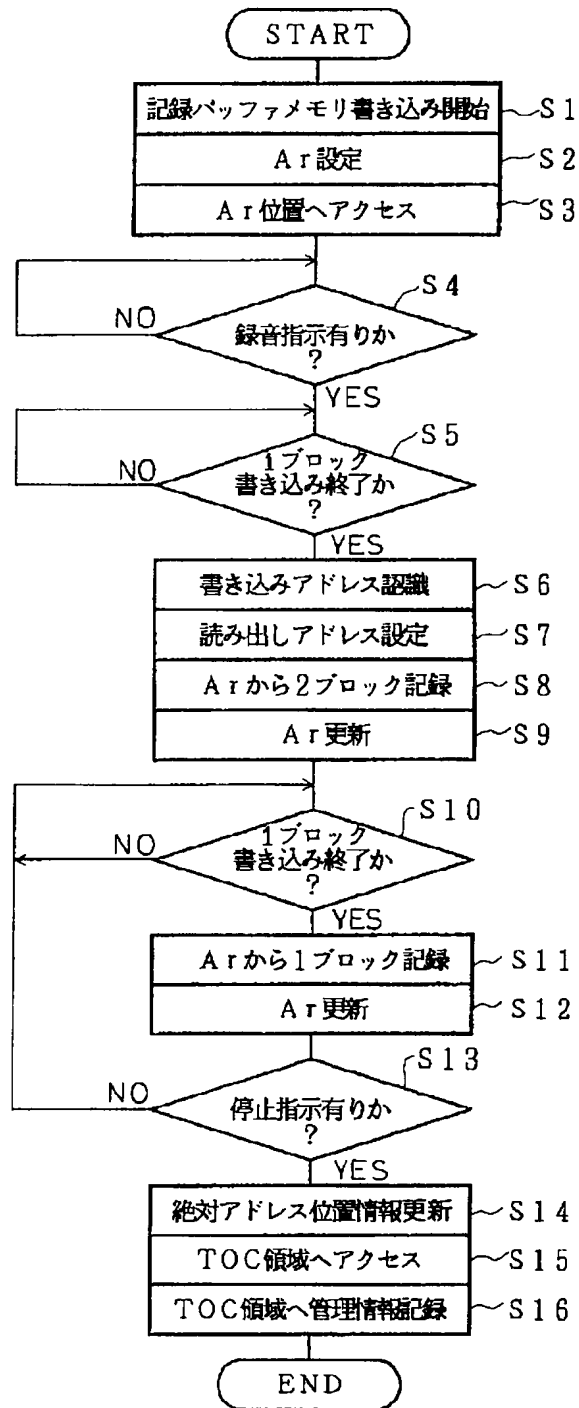 START
記録バッファメモリ書き込み開始
S1
Ar設定
S2
Ar位置へアクセス
S3
S4
NO
録音指示有りか
?
YES
S5
1ブロック
NO
書き込み終了か
?
YES
書き込みアドレス認識
S6
読み出しアドレス設定
S7
Arから2ブロック記録
S8
Ar更新
S9
S10
1ブロック
NO
書き込み終了か
?
YES
Arから1ブロック記録
S11
Ar更新
S12
S13
NO
停止指示有りか
?
YES
絶対アドレス位置情報更新
S14
TOC領域へアクセス
S15
TOC領域へ管理情報記録
S16
END